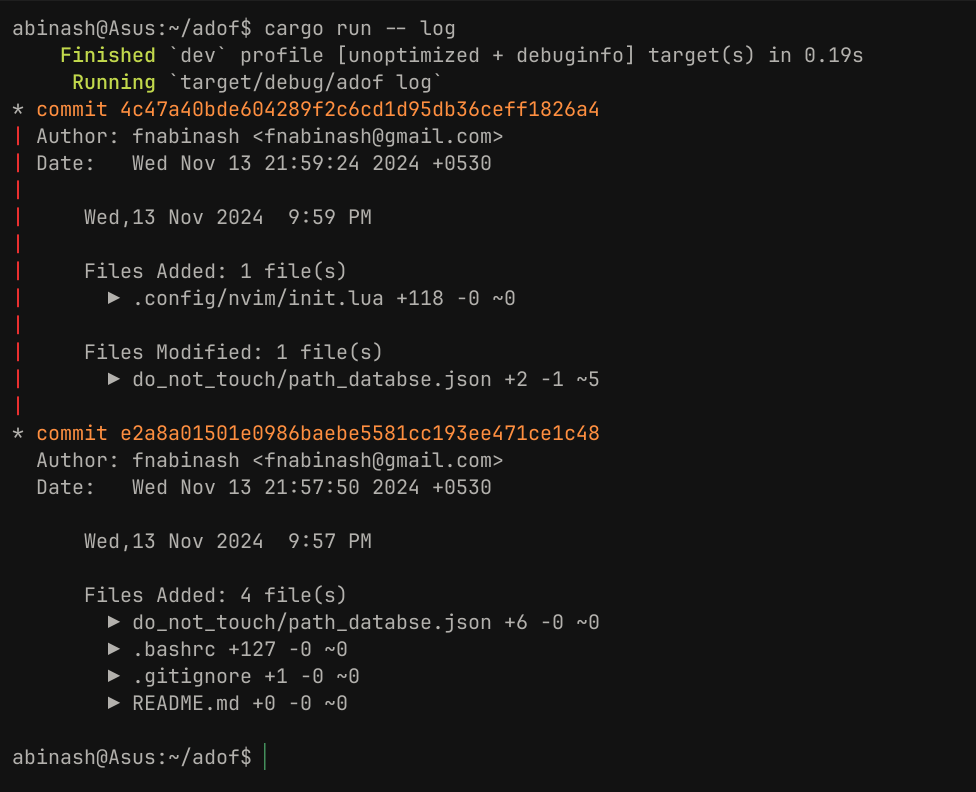 abinash@Asus:~/adof$ cargo run -- log
    Finished `dev` profile [unoptimized + debuginfo] target(s) in 0.19s
     Running `target/debug/adof log`
* commit 4c47a40bde604289f2c6cd1d95db36ceff1826a4
| Author: fnabinash <fnabinash@gmail.com>
| Date:   Wed Nov 13 21:59:24 2024 +0530
|
|     Wed,13 Nov 2024  9:59 PM
|
|     Files Added: 1 file(s)
|       ► .config/nvim/init.lua +118 -0 ~0
|
|     Files Modified: 1 file(s)
|       ► do_not_touch/path_databse.json +2 -1 ~5
|
* commit e2a8a01501e0986baebe5581cc193ee471ce1c48
  Author: fnabinash <fnabinash@gmail.com>
  Date:   Wed Nov 13 21:57:50 2024 +0530

      Wed,13 Nov 2024  9:57 PM

      Files Added: 4 file(s)
        ► do_not_touch/path_databse.json +6 -0 ~0
        ► .bashrc +127 -0 ~0
        ► .gitignore +1 -0 ~0
        ► README.md +0 -0 ~0

abinash@Asus:~/adof$